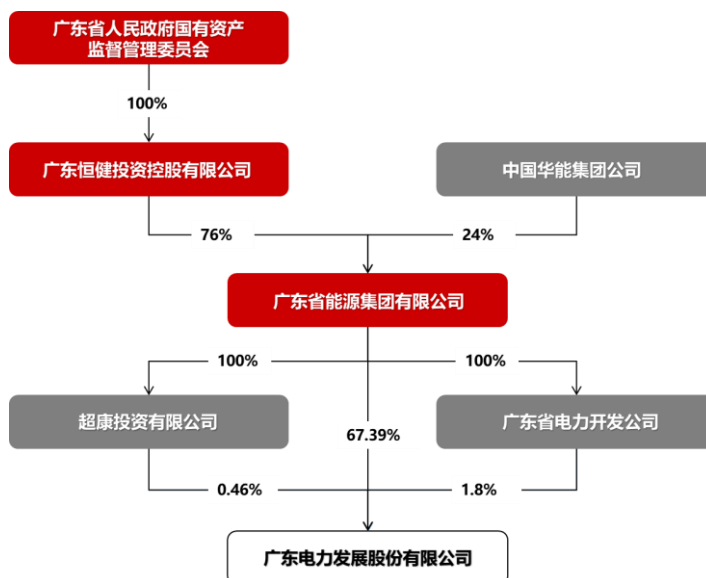 广东省人民政府国有资产
监督管理委员会
100%
广东恒健投资控股有限公司
中国华能集团公司
76%
24%
广东省能源集团有限公司
100%
100%
超康投资有限公司
67.39%
广东省电力开发公司
0.46%
1.8%
广东电力发展股份有限公司